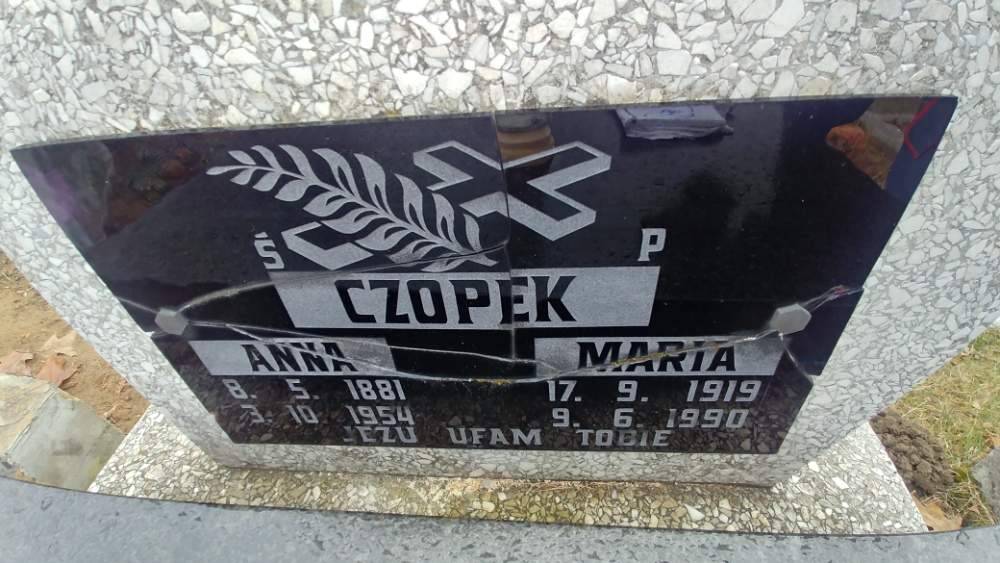 Ś P
CZOPEK
ANNA MARIA
8. 5. 1881 17. 9. 1919
3. 10 1954 9. 6. 1990
JEZU UFAM TOBIE